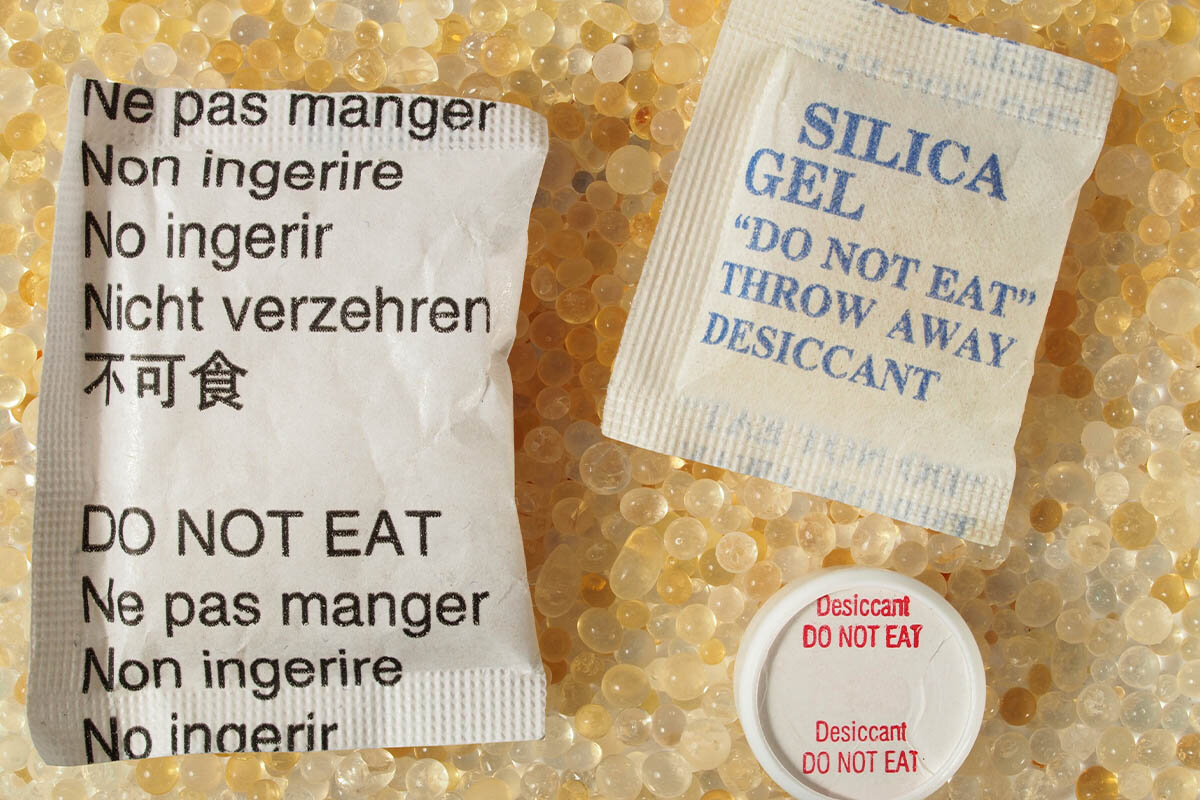 Ne pas manger
Non ingerire
No ingerir
Nicht verzehren
不可食
DO NOT EAT
Ne pas manger
Non ingerire
No ingerir
SILICA
GEL
“DO NOT EAT”
THROW AWAY
DESICCANT
Desiccant
DO NOT EAT
Desiccant
DO NOT EAT